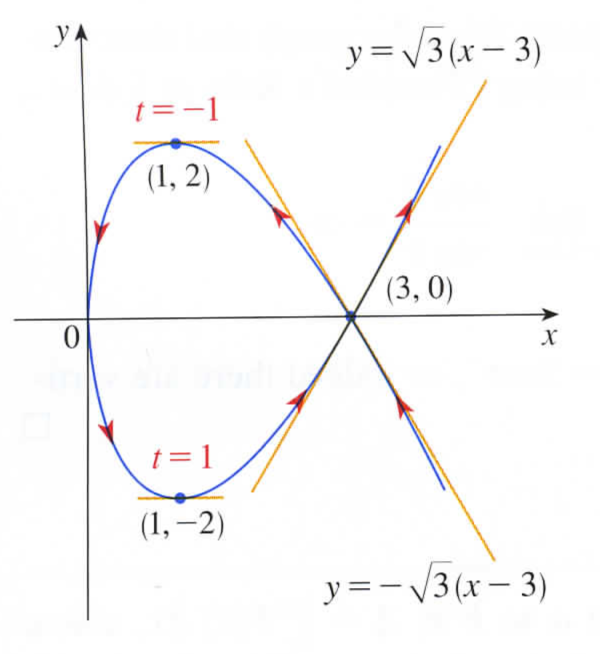 y
y = √3(x − 3)
t = −1
(1, 2)
(3, 0)
0
x
t = 1
(1, −2)
y = −√3(x − 3)